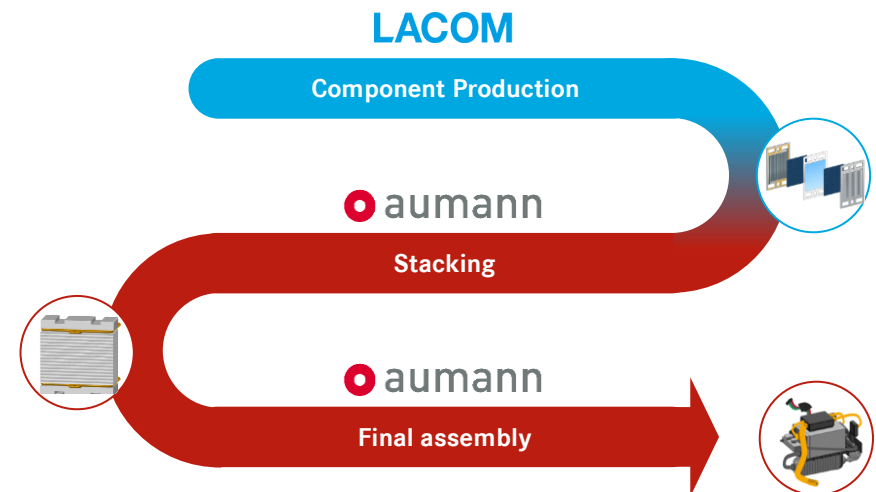 LACOM
Component Production
aumann
Stacking
aumann
Final assembly